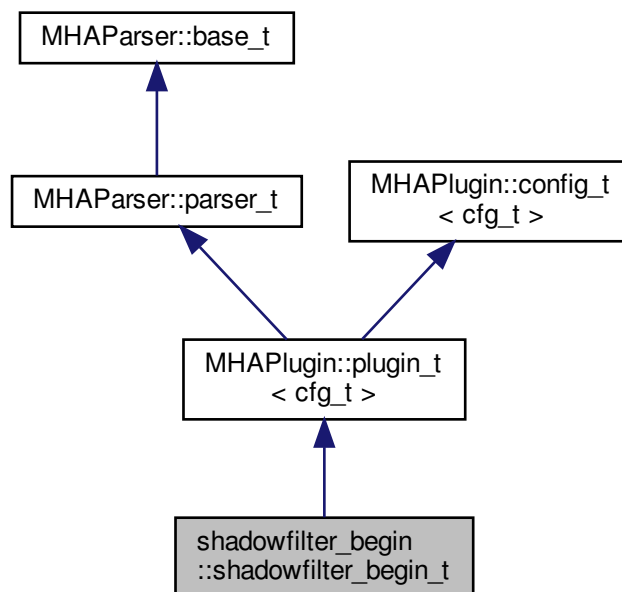 MHAParser::base_t
MHAParser::parser_t
MHAPlugin::config_t
< cfg_t >
MHAPlugin::plugin_t
< cfg_t >
shadowfilter_begin
::shadowfilter_begin_t